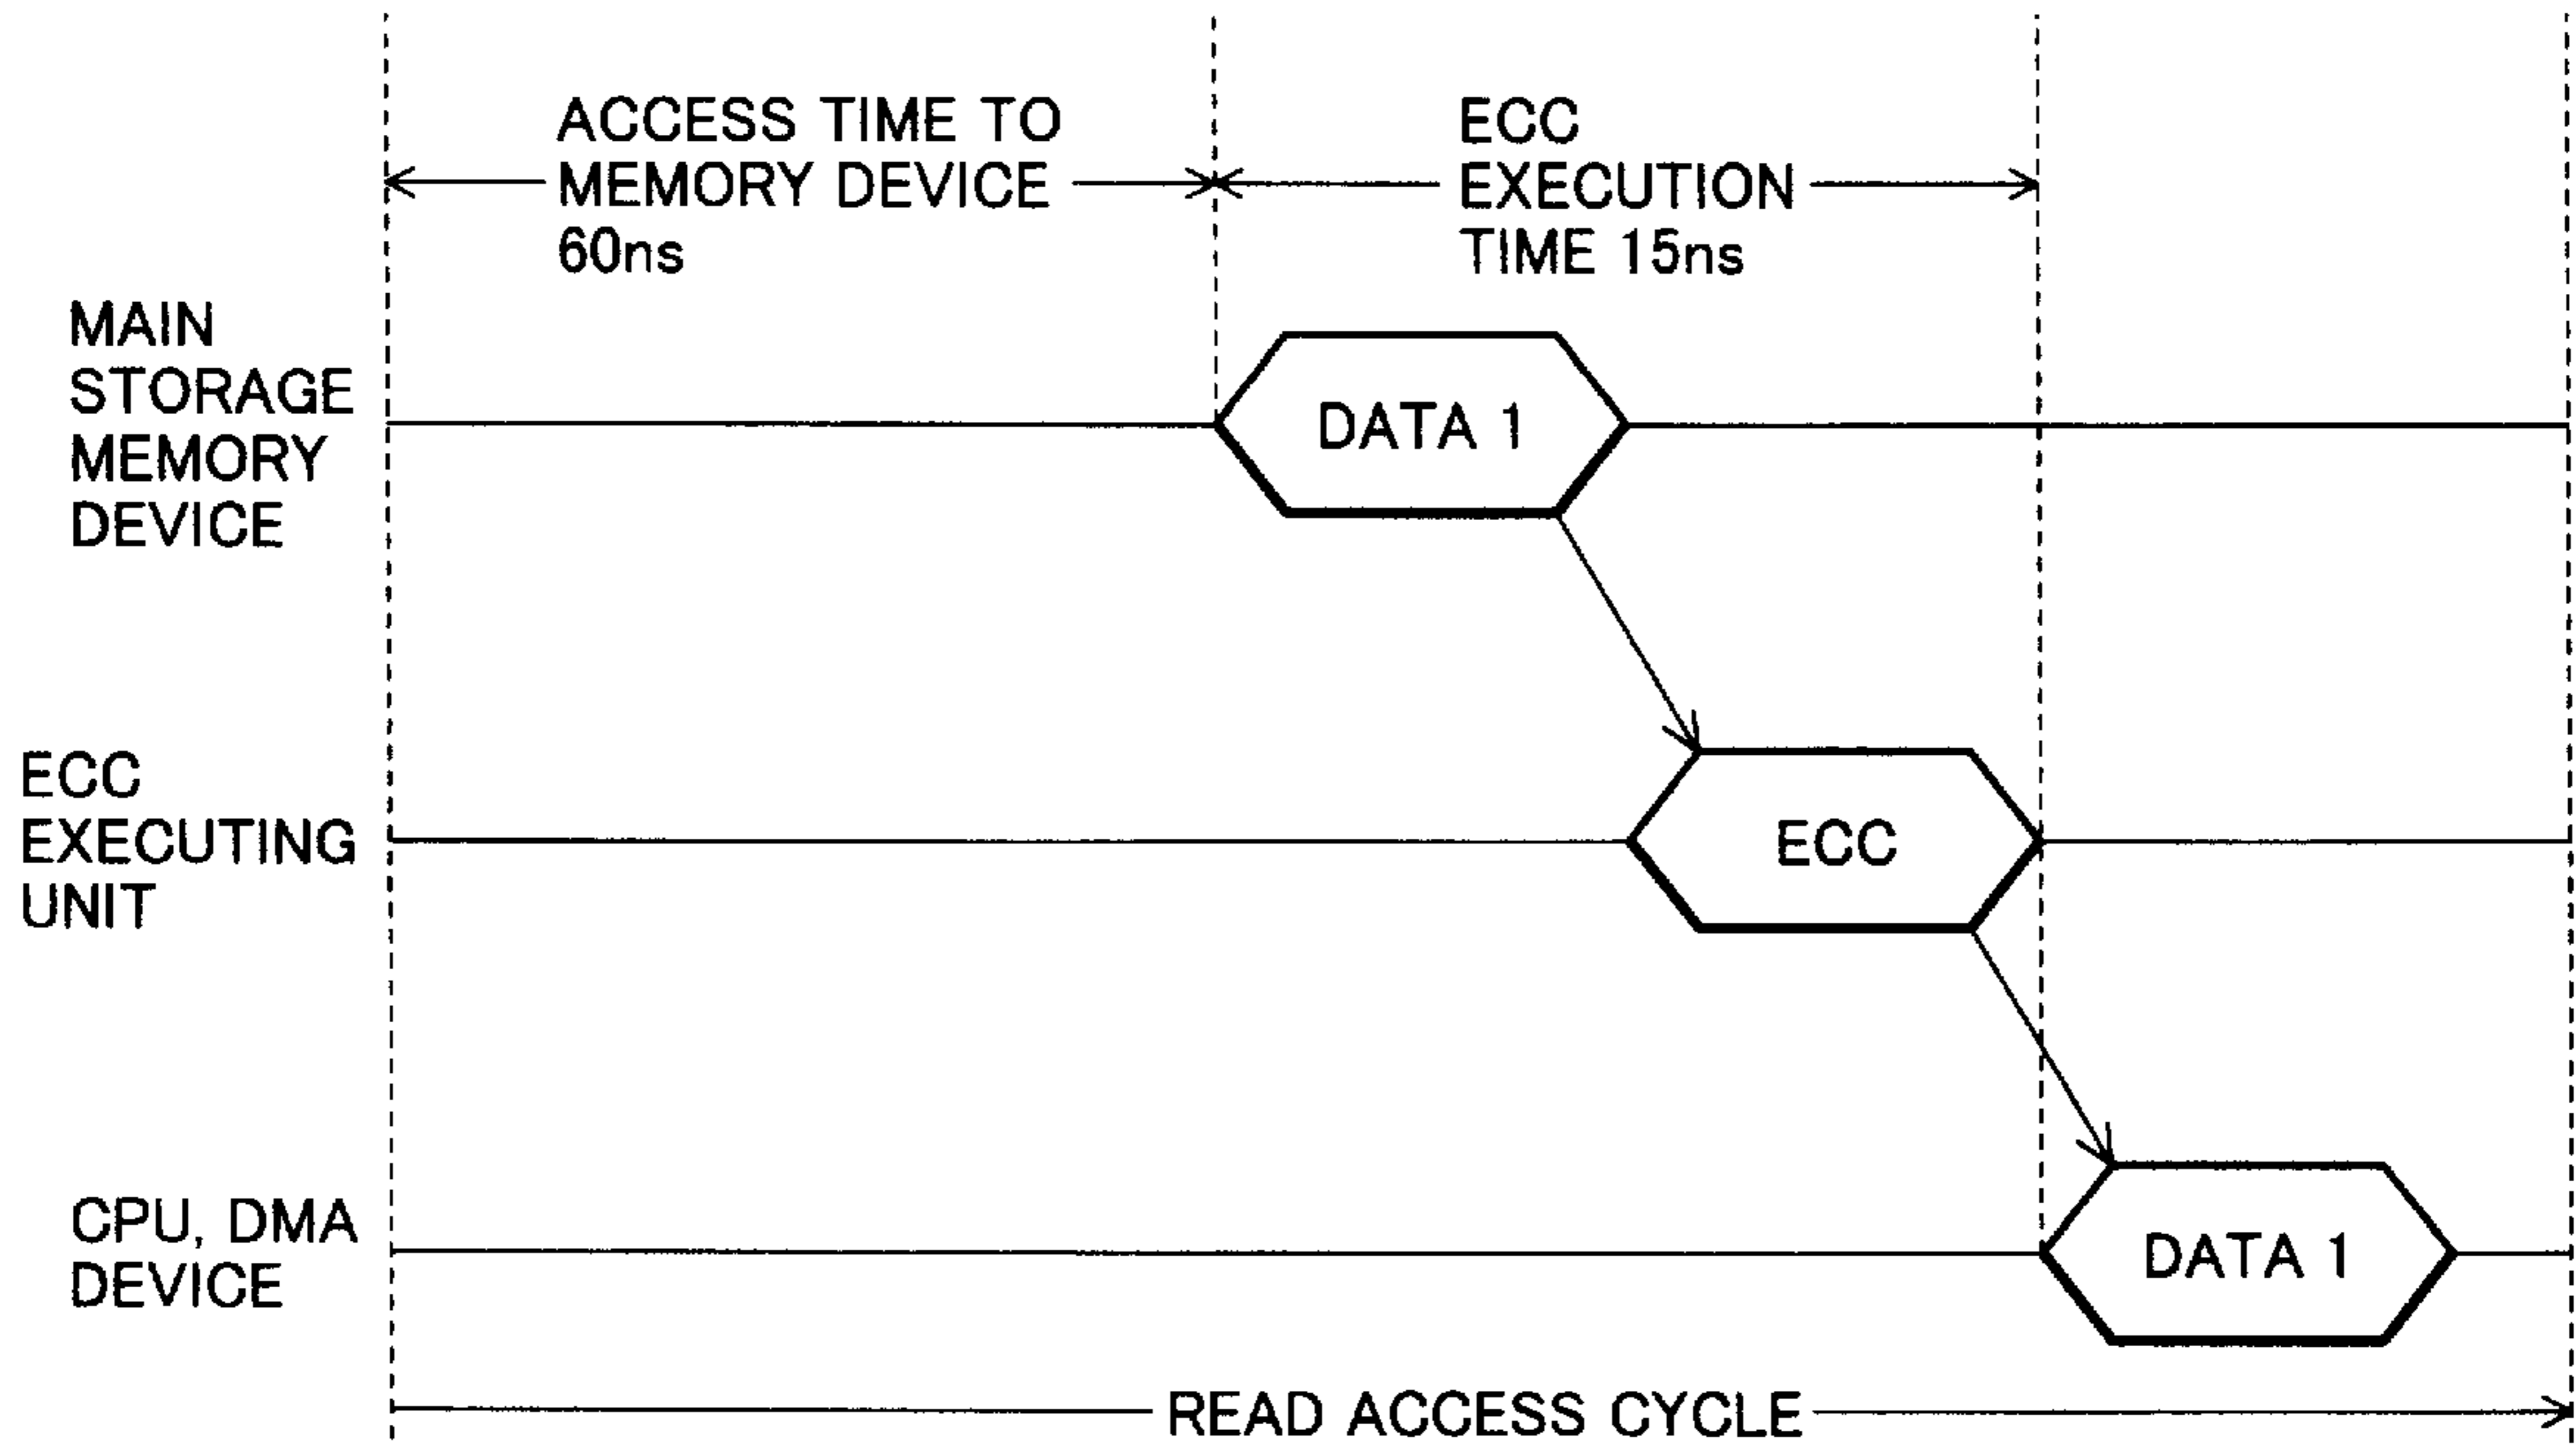 ACCESS TIME TO
MEMORY DEVICE
60ns
ECC
EXECUTION
TIME 15ns
MAIN
STORAGE
MEMORY
DEVICE
DATA 1
ECC
EXECUTING
UNIT
ECC
CPU, DMA
DEVICE
DATA 1
READ ACCESS CYCLE